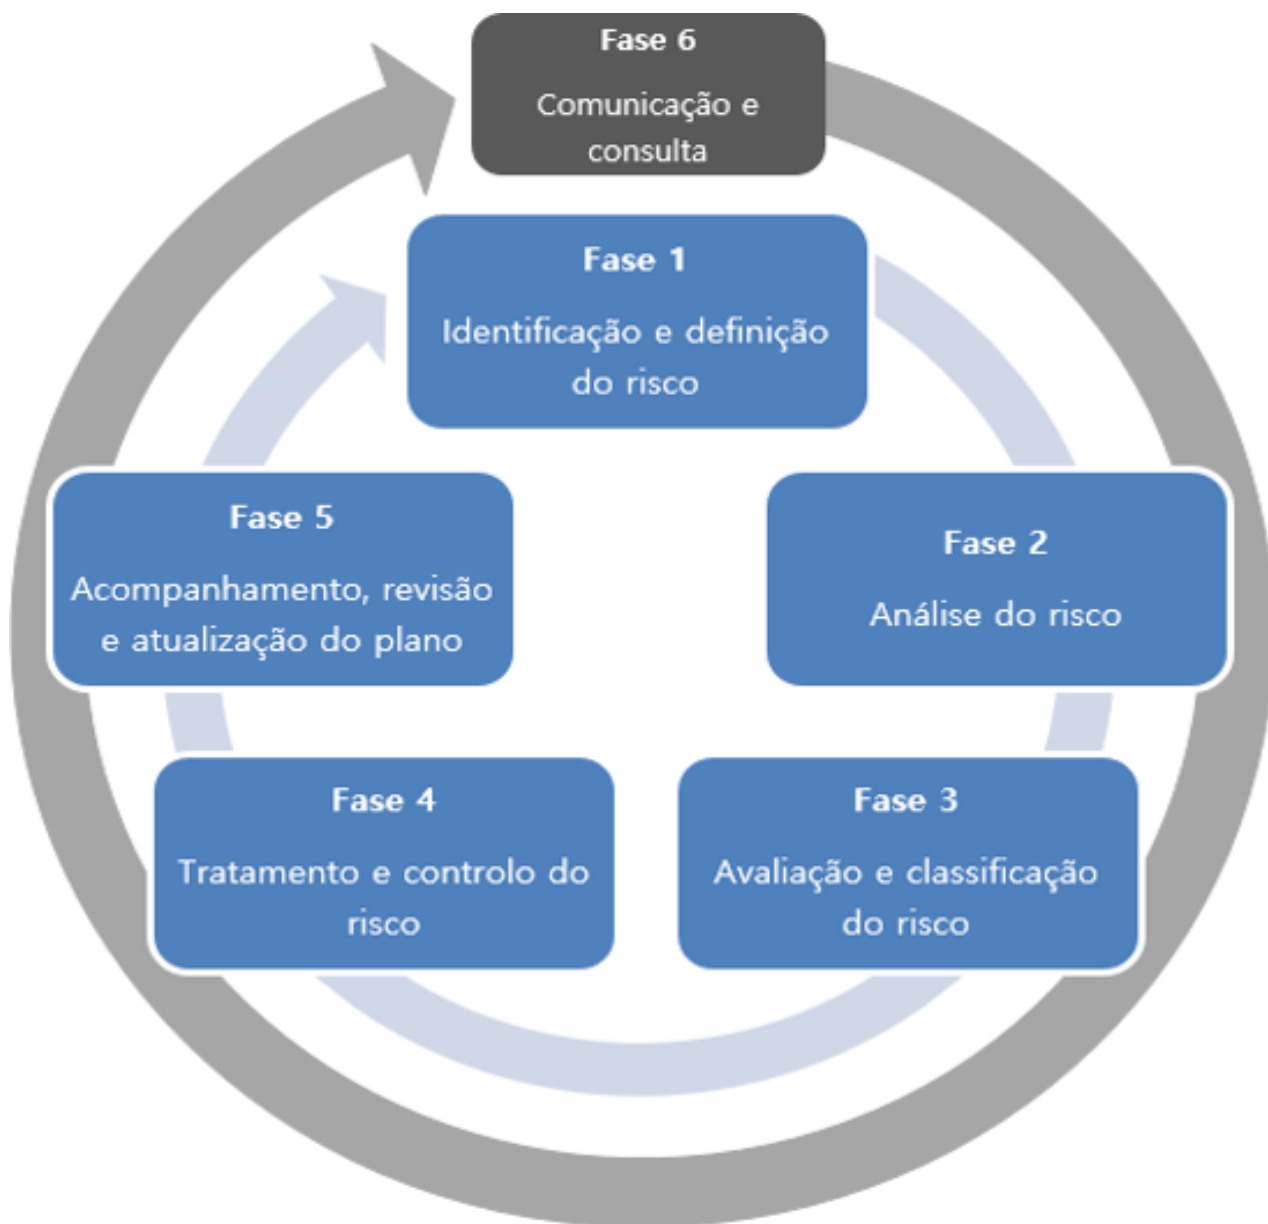 Fase 6
Comunicação e
consulta
Fase 1
Identificação e definição
do risco
Fase 2
Análise do risco
Fase 3
Avaliação e classificação
do risco
Fase 4
Tratamento e controlo do
risco
Fase 5
Acompanhamento, revisão
e atualização do plano